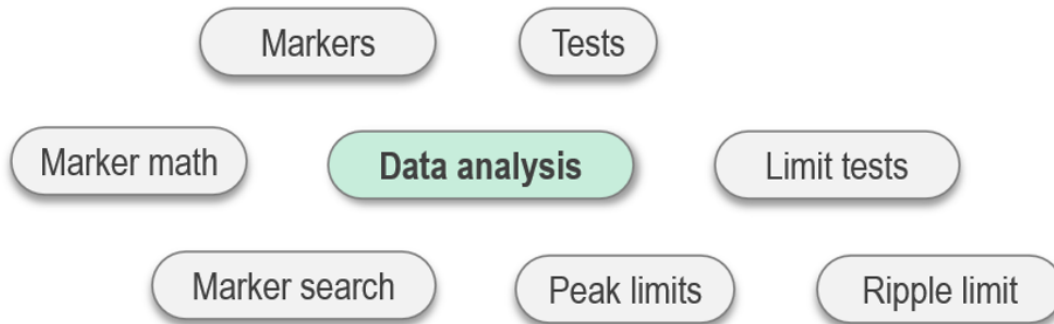 Markers
Tests
Marker math
Data analysis
Limit tests
Marker search
Peak limits
Ripple limit